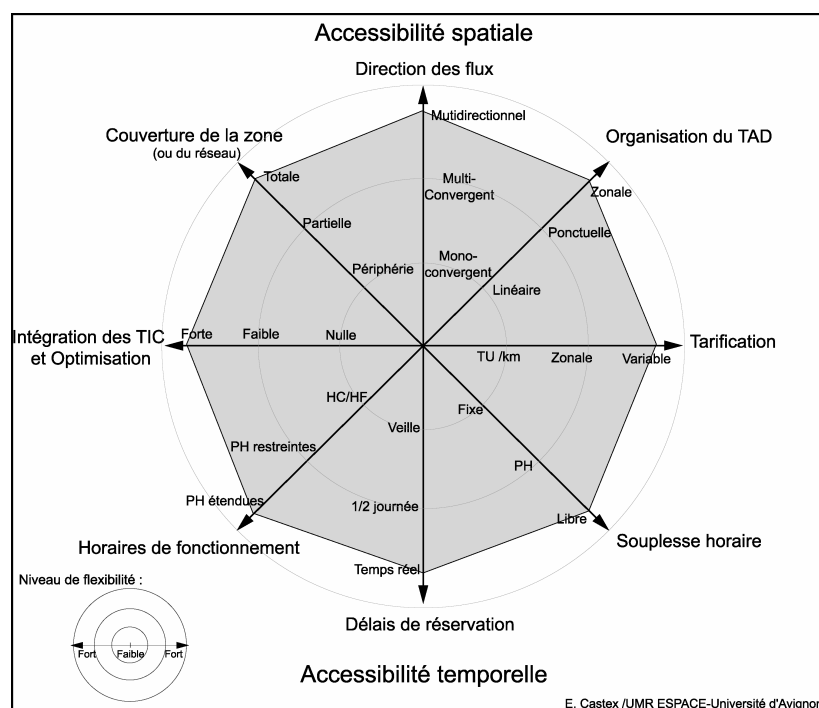 Accessibilité spatiale
Direction des flux
Mutidirectionnel
Couverture de la zone
(ou du réseau)
Organisation du TAD
Totale
Zonale
Multi-
Convergent
Partielle
Ponctuelle
Mono-
convergent
Périphérie
Linéaire
Intégration des TIC
et Optimisation
Forte
Faible
Nulle
TU /km
Zonale
Variable
Tarification
HC/HF
Fixe
Veille
PH restreintes
PH
PH étendues
1/2 journée
Libre
Horaires de fonctionnement
Souplesse horaire
Temps réel
Niveau de flexibilité :
Délais de réservation
Fort
Faible
Fort
Accessibilité temporelle
E. Castex /UMR ESPACE-Université d'Avignon